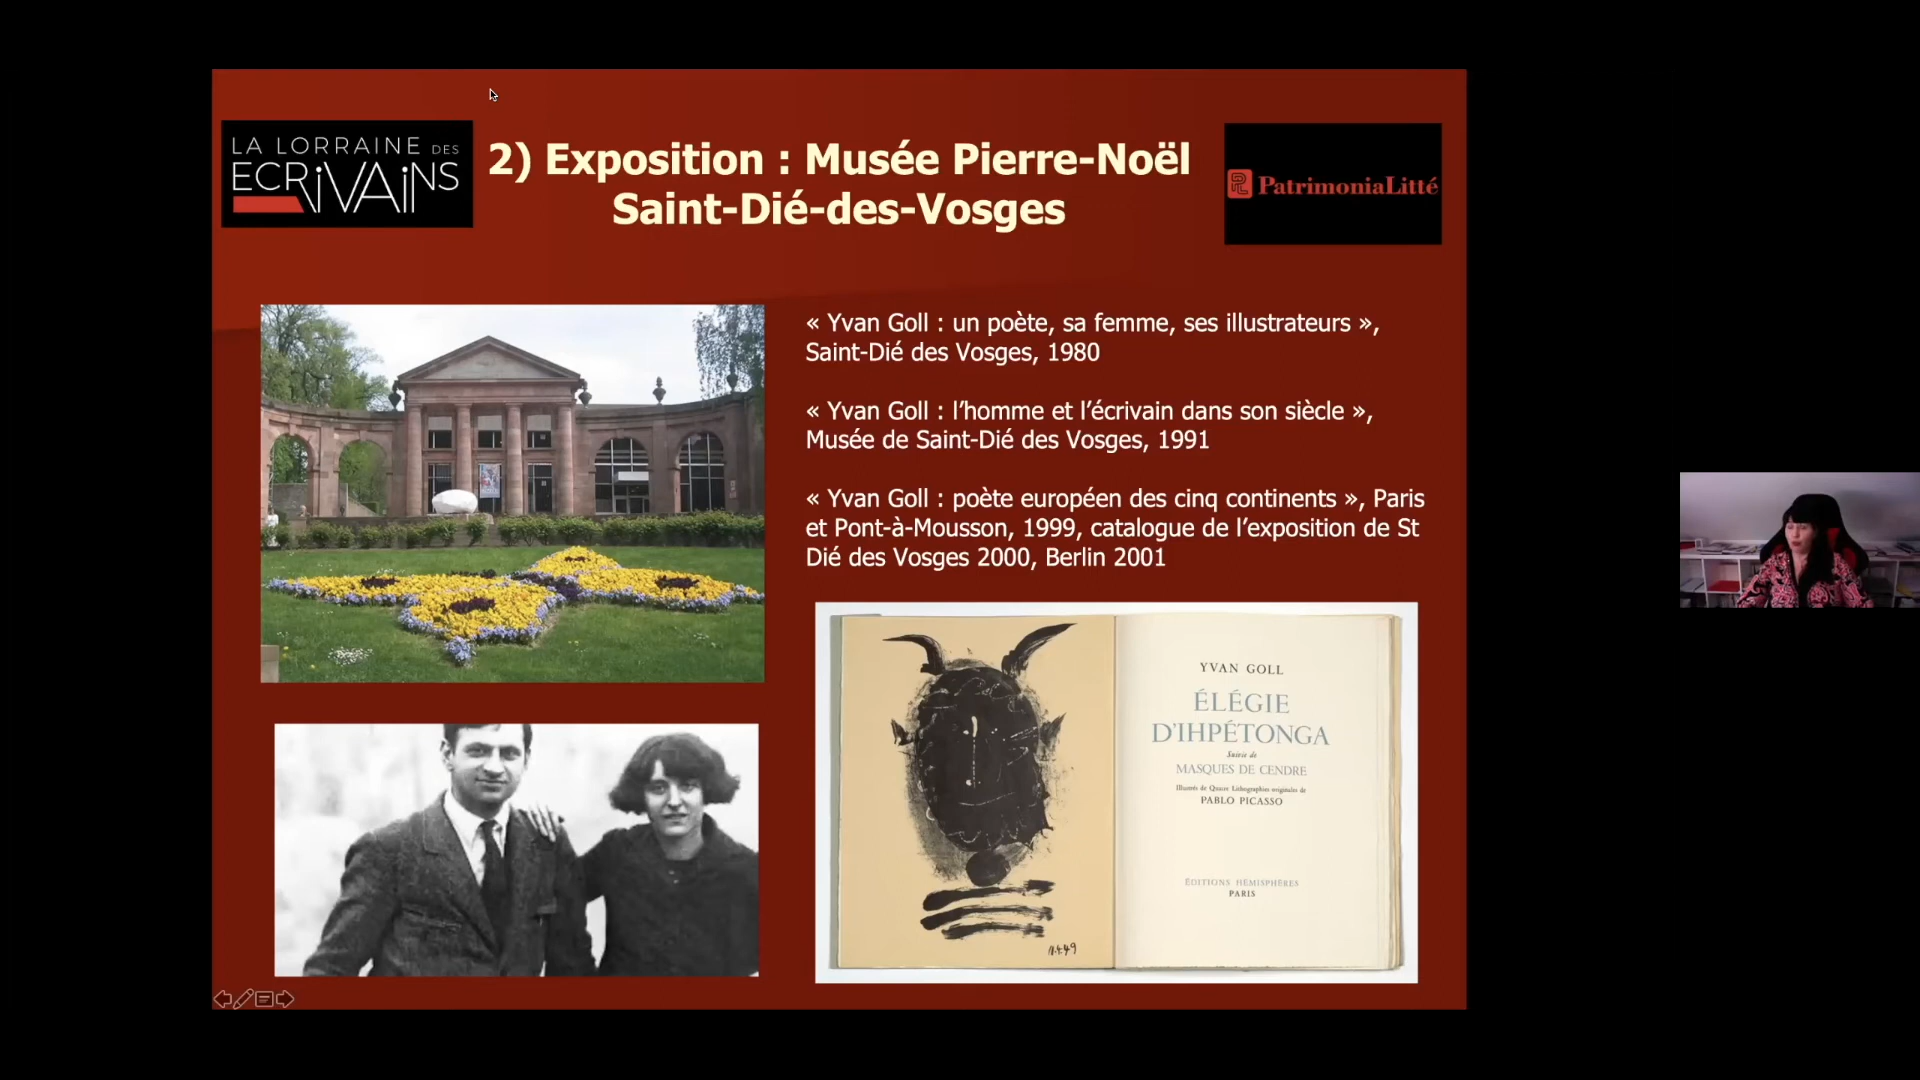 LA LORRAINE DES
ECRiVAiNS
2) Exposition : Musée Pierre-Noël
Saint-Dié-des-Vosges
PatrimoniaLitté
« Yvan Goll : un poète, sa femme, ses illustrateurs »,
Saint-Dié des Vosges, 1980
« Yvan Goll : l’homme et l’écrivain dans son siècle »,
Musée de Saint-Dié des Vosges, 1991
« Yvan Goll : poète européen des cinq continents », Paris
et Pont-à-Mousson, 1999, catalogue de l’exposition de St
Dié des Vosges 2000, Berlin 2001
YVAN GOLL
ÉLÉGIE
D'IHPÉTONGA
Suivie de
MASQUES DE CENDRE
Illustrés de Quatre Lithographies originales de
PABLO PICASSO
ÉDITIONS HÉMISPHÈRES
PARIS